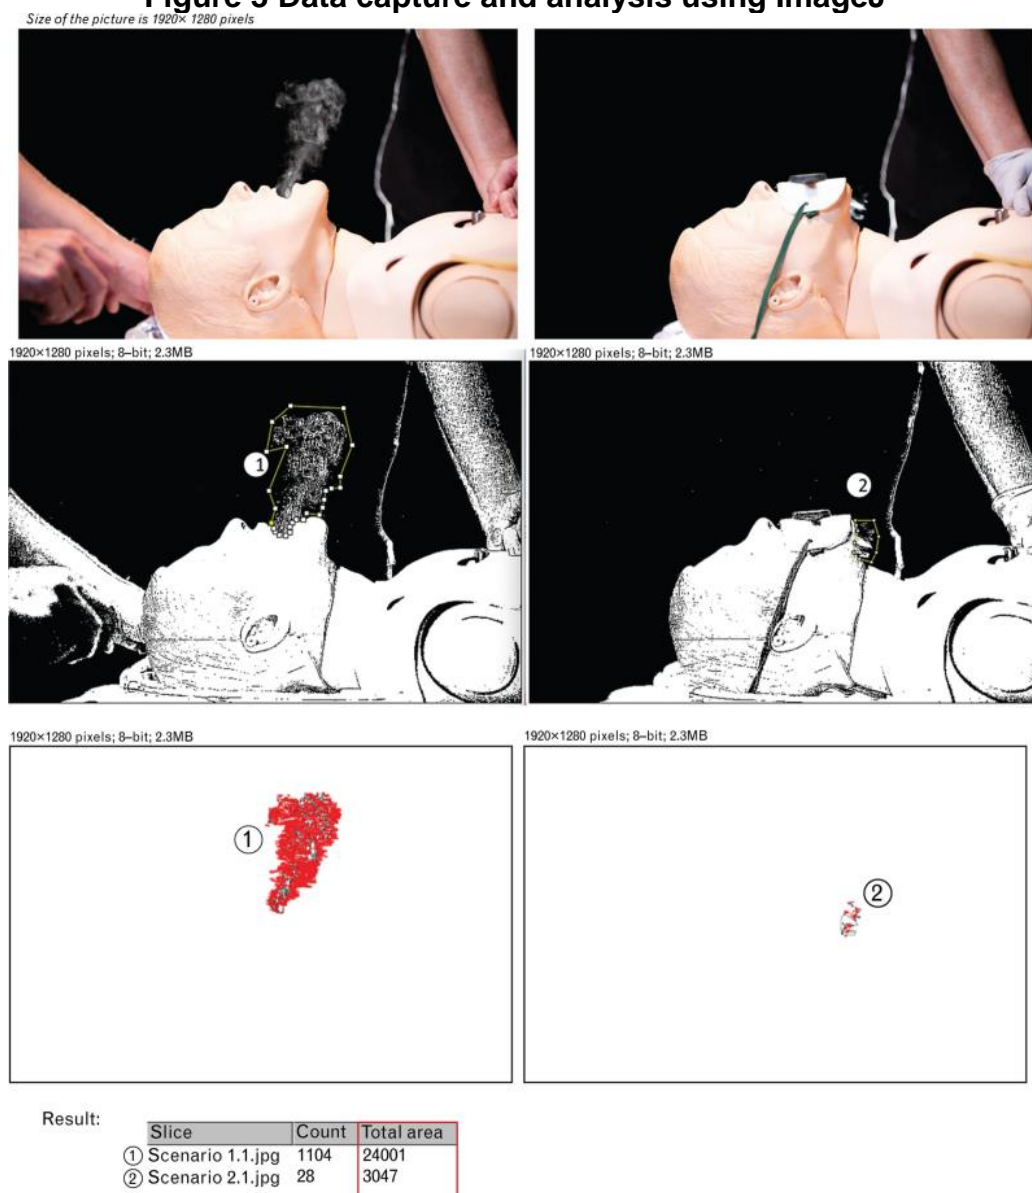 Figure 5 Data capture and analysis using ImageJ
Size of the picture is 1920× 1280 pixels
1920×1280 pixels; 8–bit; 2.3MB
1920×1280 pixels; 8–bit; 2.3MB
1
2
1920×1280 pixels; 8–bit; 2.3MB
1920×1280 pixels; 8–bit; 2.3MB
1
2
Result:
Slice Count Total area
1 Scenario 1.1.jpg 1104 24001
2 Scenario 2.1.jpg 28 3047